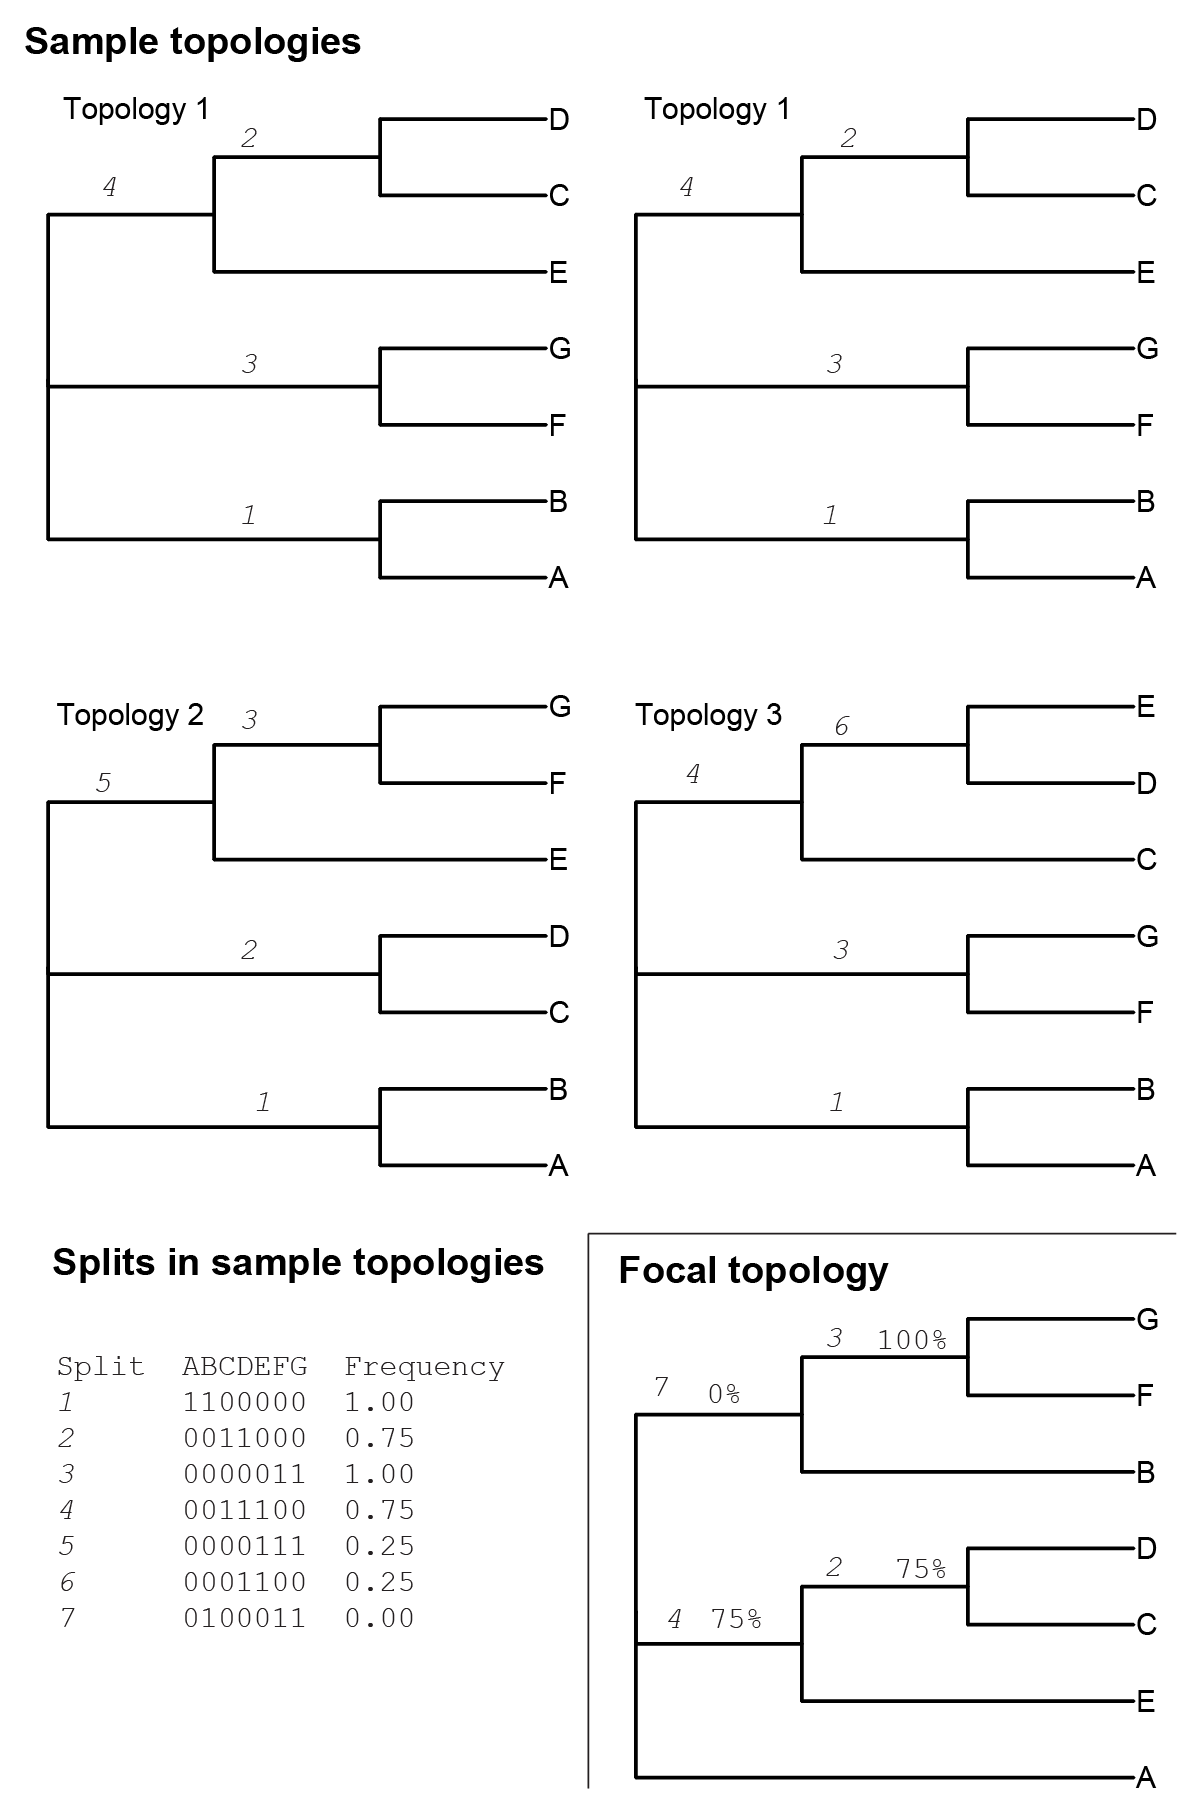 Sample topologies
Topology 1
2
4
D
C
E
3
G
F
1
B
A
Topology 1
2
4
D
C
E
3
G
F
1
B
A
Topology 2
3
5
G
F
E
2
D
C
1
B
A
Topology 3
6
4
E
D
C
3
G
F
1
B
A
Splits in sample topologies
Split ABCDEFG Frequency
1 1100000 1.00
2 0011000 0.75
3 0000011 1.00
4 0011100 0.75
5 0000111 0.25
6 0001100 0.25
7 0100011 0.00
Focal topology
3 100%
7 0%
G
F
B
2 75%
4 75%
D
C
E
A